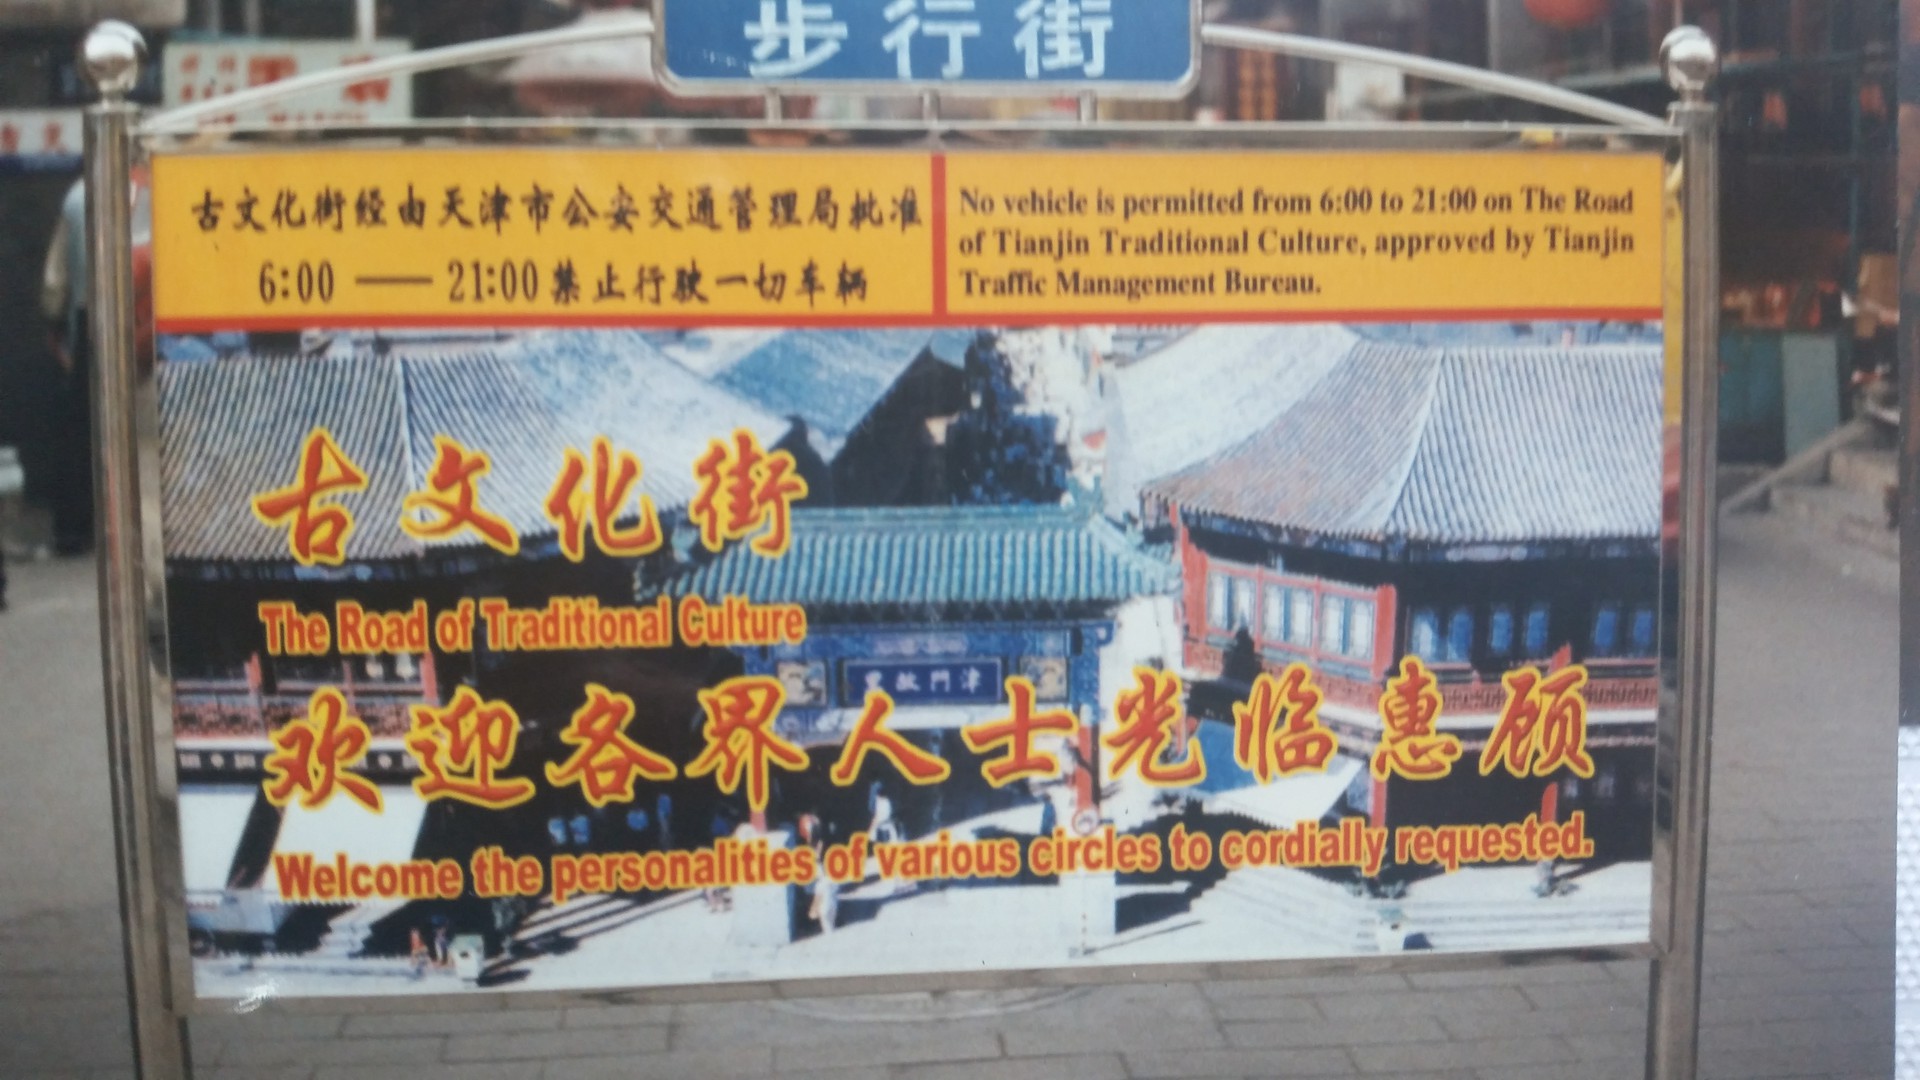 步行街
古文化街经由天津市公安交通管理局批准
6:00 — 21:00 禁止行驶一切车辆
No vehicle is permitted from 6:00 to 21:00 on The Road
of Tianjin Traditional Culture, approved by Tianjin
Traffic Management Bureau.
古文化街
The Road of Traditional Culture
里故門津
欢迎各界人士光临惠顾
Welcome the personalities of various circles to cordially requested.